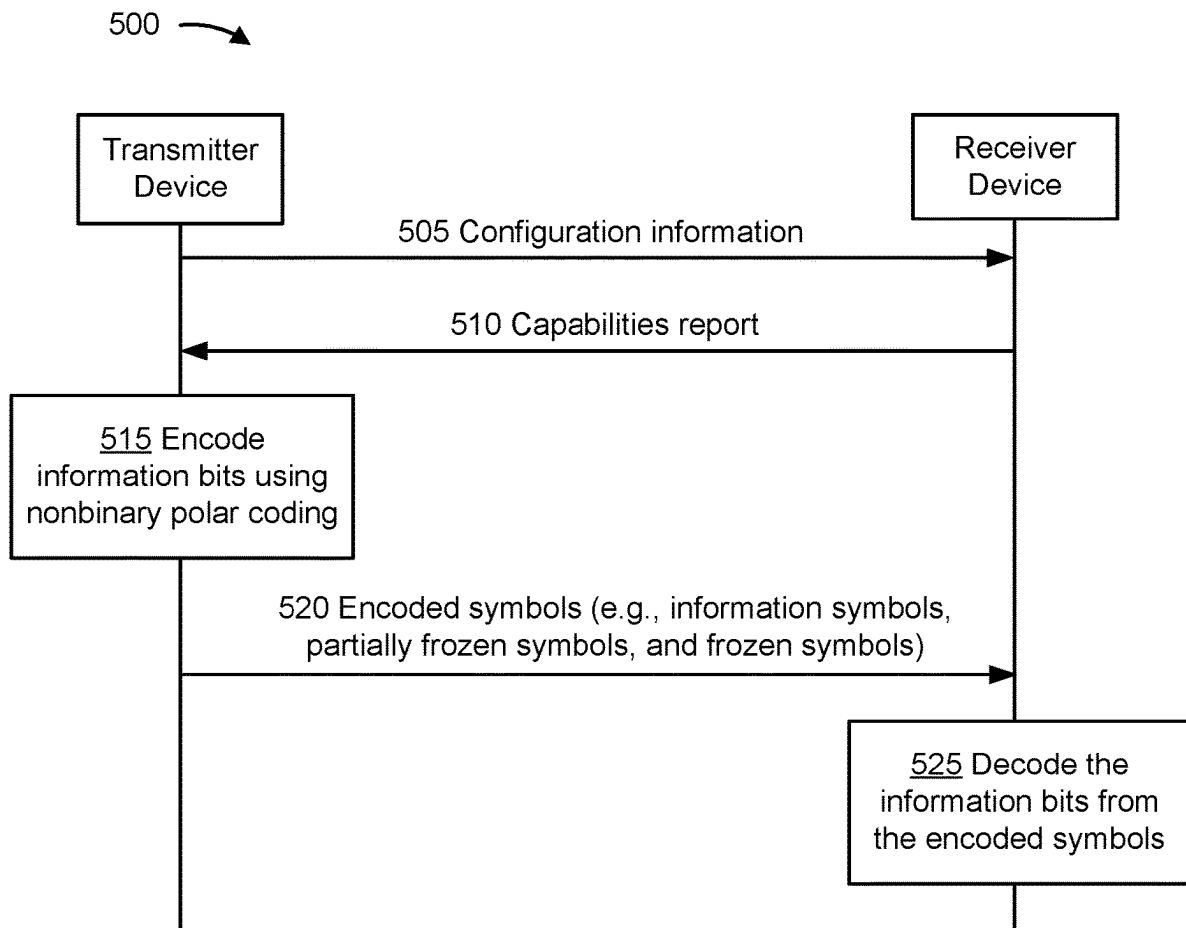 500
Transmitter
Device
Receiver
Device
505 Configuration information
510 Capabilities report
515 Encode
information bits using
nonbinary polar coding
520 Encoded symbols (e.g., information symbols,
partially frozen symbols, and frozen symbols)
525 Decode the
information bits from
the encoded symbols